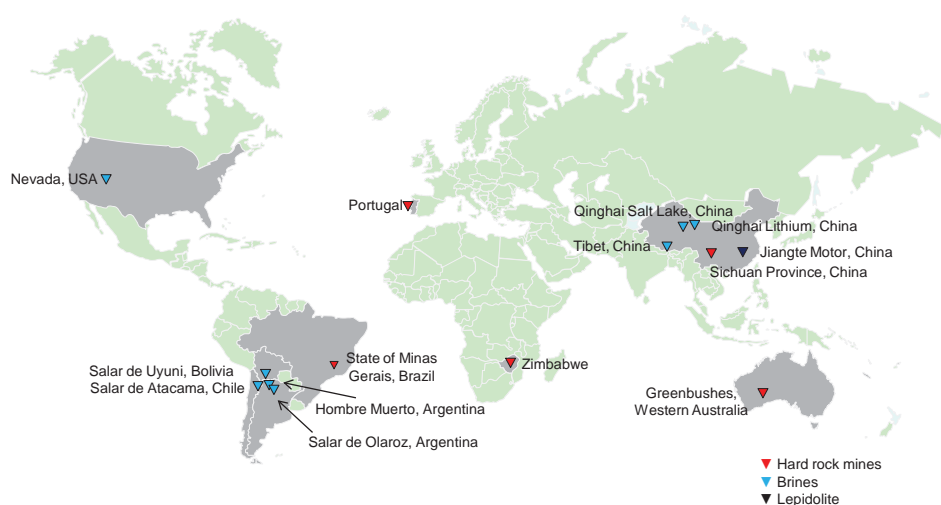 Nevada, USA
Portugal
Qinghai Salt Lake, China
Qinghai Lithium, China
Tibet, China
Jiangte Motor, China
Sichuan Province, China
Salar de Uyuni, Bolivia
Salar de Atacama, Chile
State of Minas
Gerais, Brazil
Zimbabwe
Hombre Muerto, Argentina
Salar de Olaroz, Argentina
Greenbushes,
Western Australia
Hard rock mines
Brines
Lepidolite